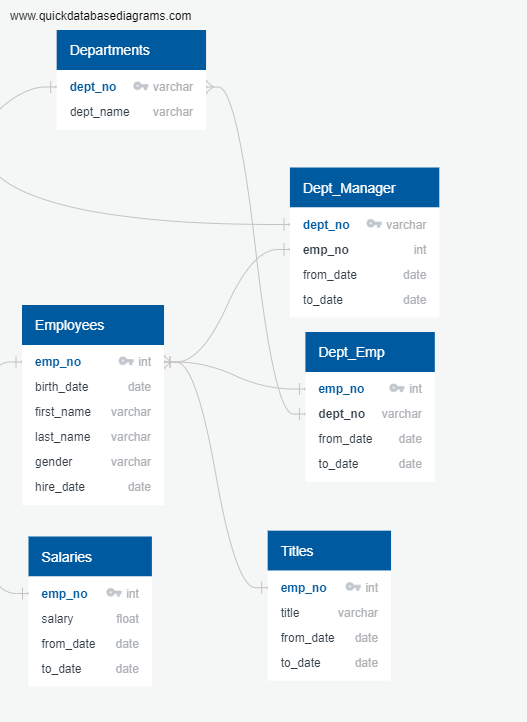 www.quickdatabasediagrams.com
Departments
dept_no varchar
dept_name varchar
Dept_Manager
dept_no varchar
emp_no int
from_date date
to_date date
Employees
emp_no int
birth_date date
first_name varchar
last_name varchar
gender varchar
hire_date date
Dept_Emp
emp_no int
dept_no varchar
from_date date
to_date date
Salaries
emp_no int
salary float
from_date date
to_date date
Titles
emp_no int
title varchar
from_date date
to_date date